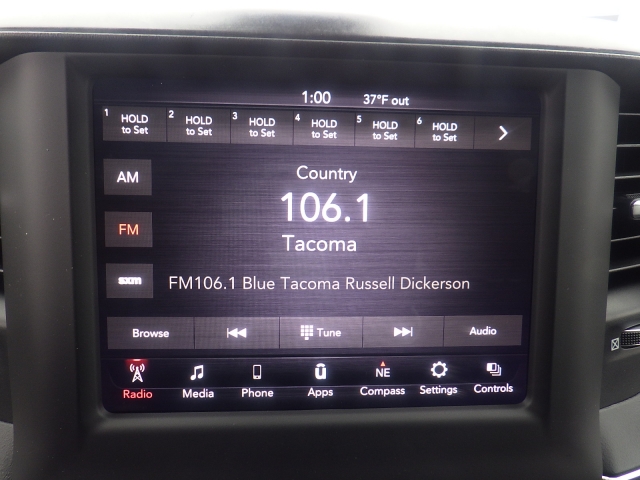 1:00 37°F out
1 HOLD to Set 2 HOLD to Set 3 HOLD to Set 4 HOLD to Set 5 HOLD to Set 6 HOLD to Set
AM
Country
106.1
FM
Tacoma
sxm
FM106.1 Blue Tacoma Russell Dickerson
Browse Tune Audio
NE
Radio Media Phone Apps Compass Settings Controls